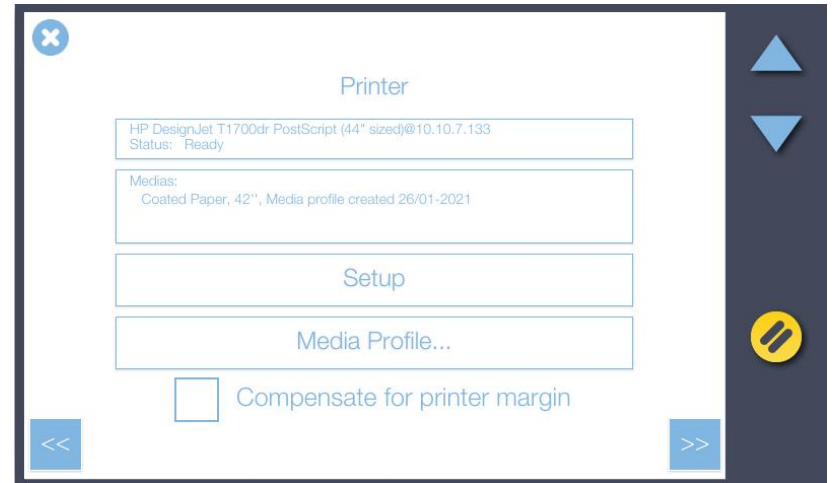 Printer
HP DesignJet T1700dr PostScript (44" sized)@10.10.7.133
Status: Ready
Medias:
Coated Paper, 42'', Media profile created 26/01-2021
Setup
Media Profile...
Compensate for printer margin
<< >>